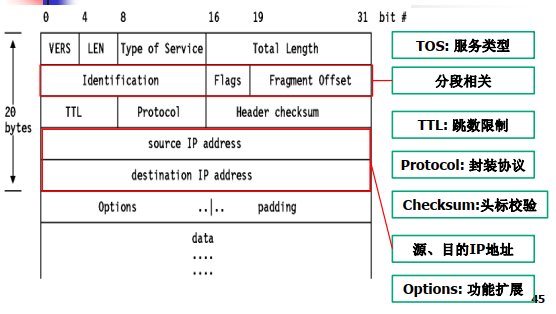 0 4 8 16 19 31 bit #
VERS LEN Type of Service Total Length
Identification Flags Fragment Offset
TTL Protocol Header checksum
20
bytes
source IP address
destination IP address
Options ..|.. padding
data
....
....
TOS: 服务类型
分段相关
TTL: 跳数限制
Protocol: 封装协议
Checksum:头标校验
源、目的IP地址
Options: 功能扩展
45